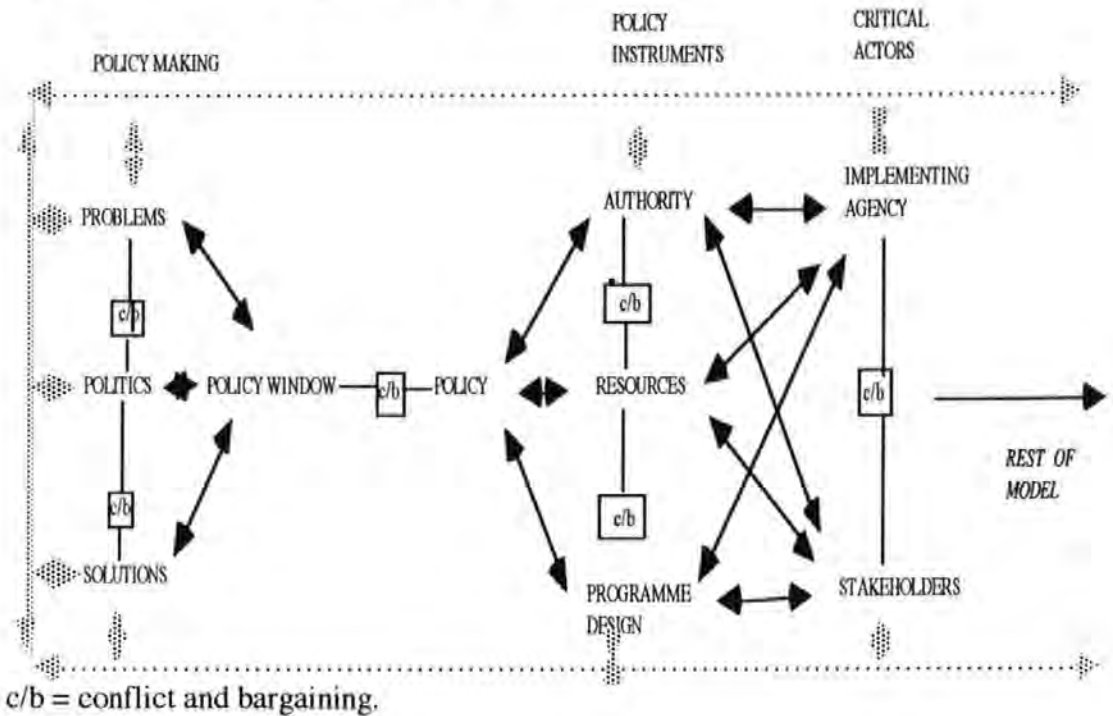 POLICY
INSTRUMENTS
CRITICAL
ACTORS
POLICY MAKING
IMPLEMENTING
AGENCY
AUTHORITY
PROBLEMS
c/b
c/b
POLITICS
POLICY WINDOW
c/b
POLICY
RESOURCES
c/b
REST OF
MODEL
c/b
c/b
SOLUTIONS
PROGRAMME
DESIGN
STAKEHOLDERS
c/b = conflict and bargaining.